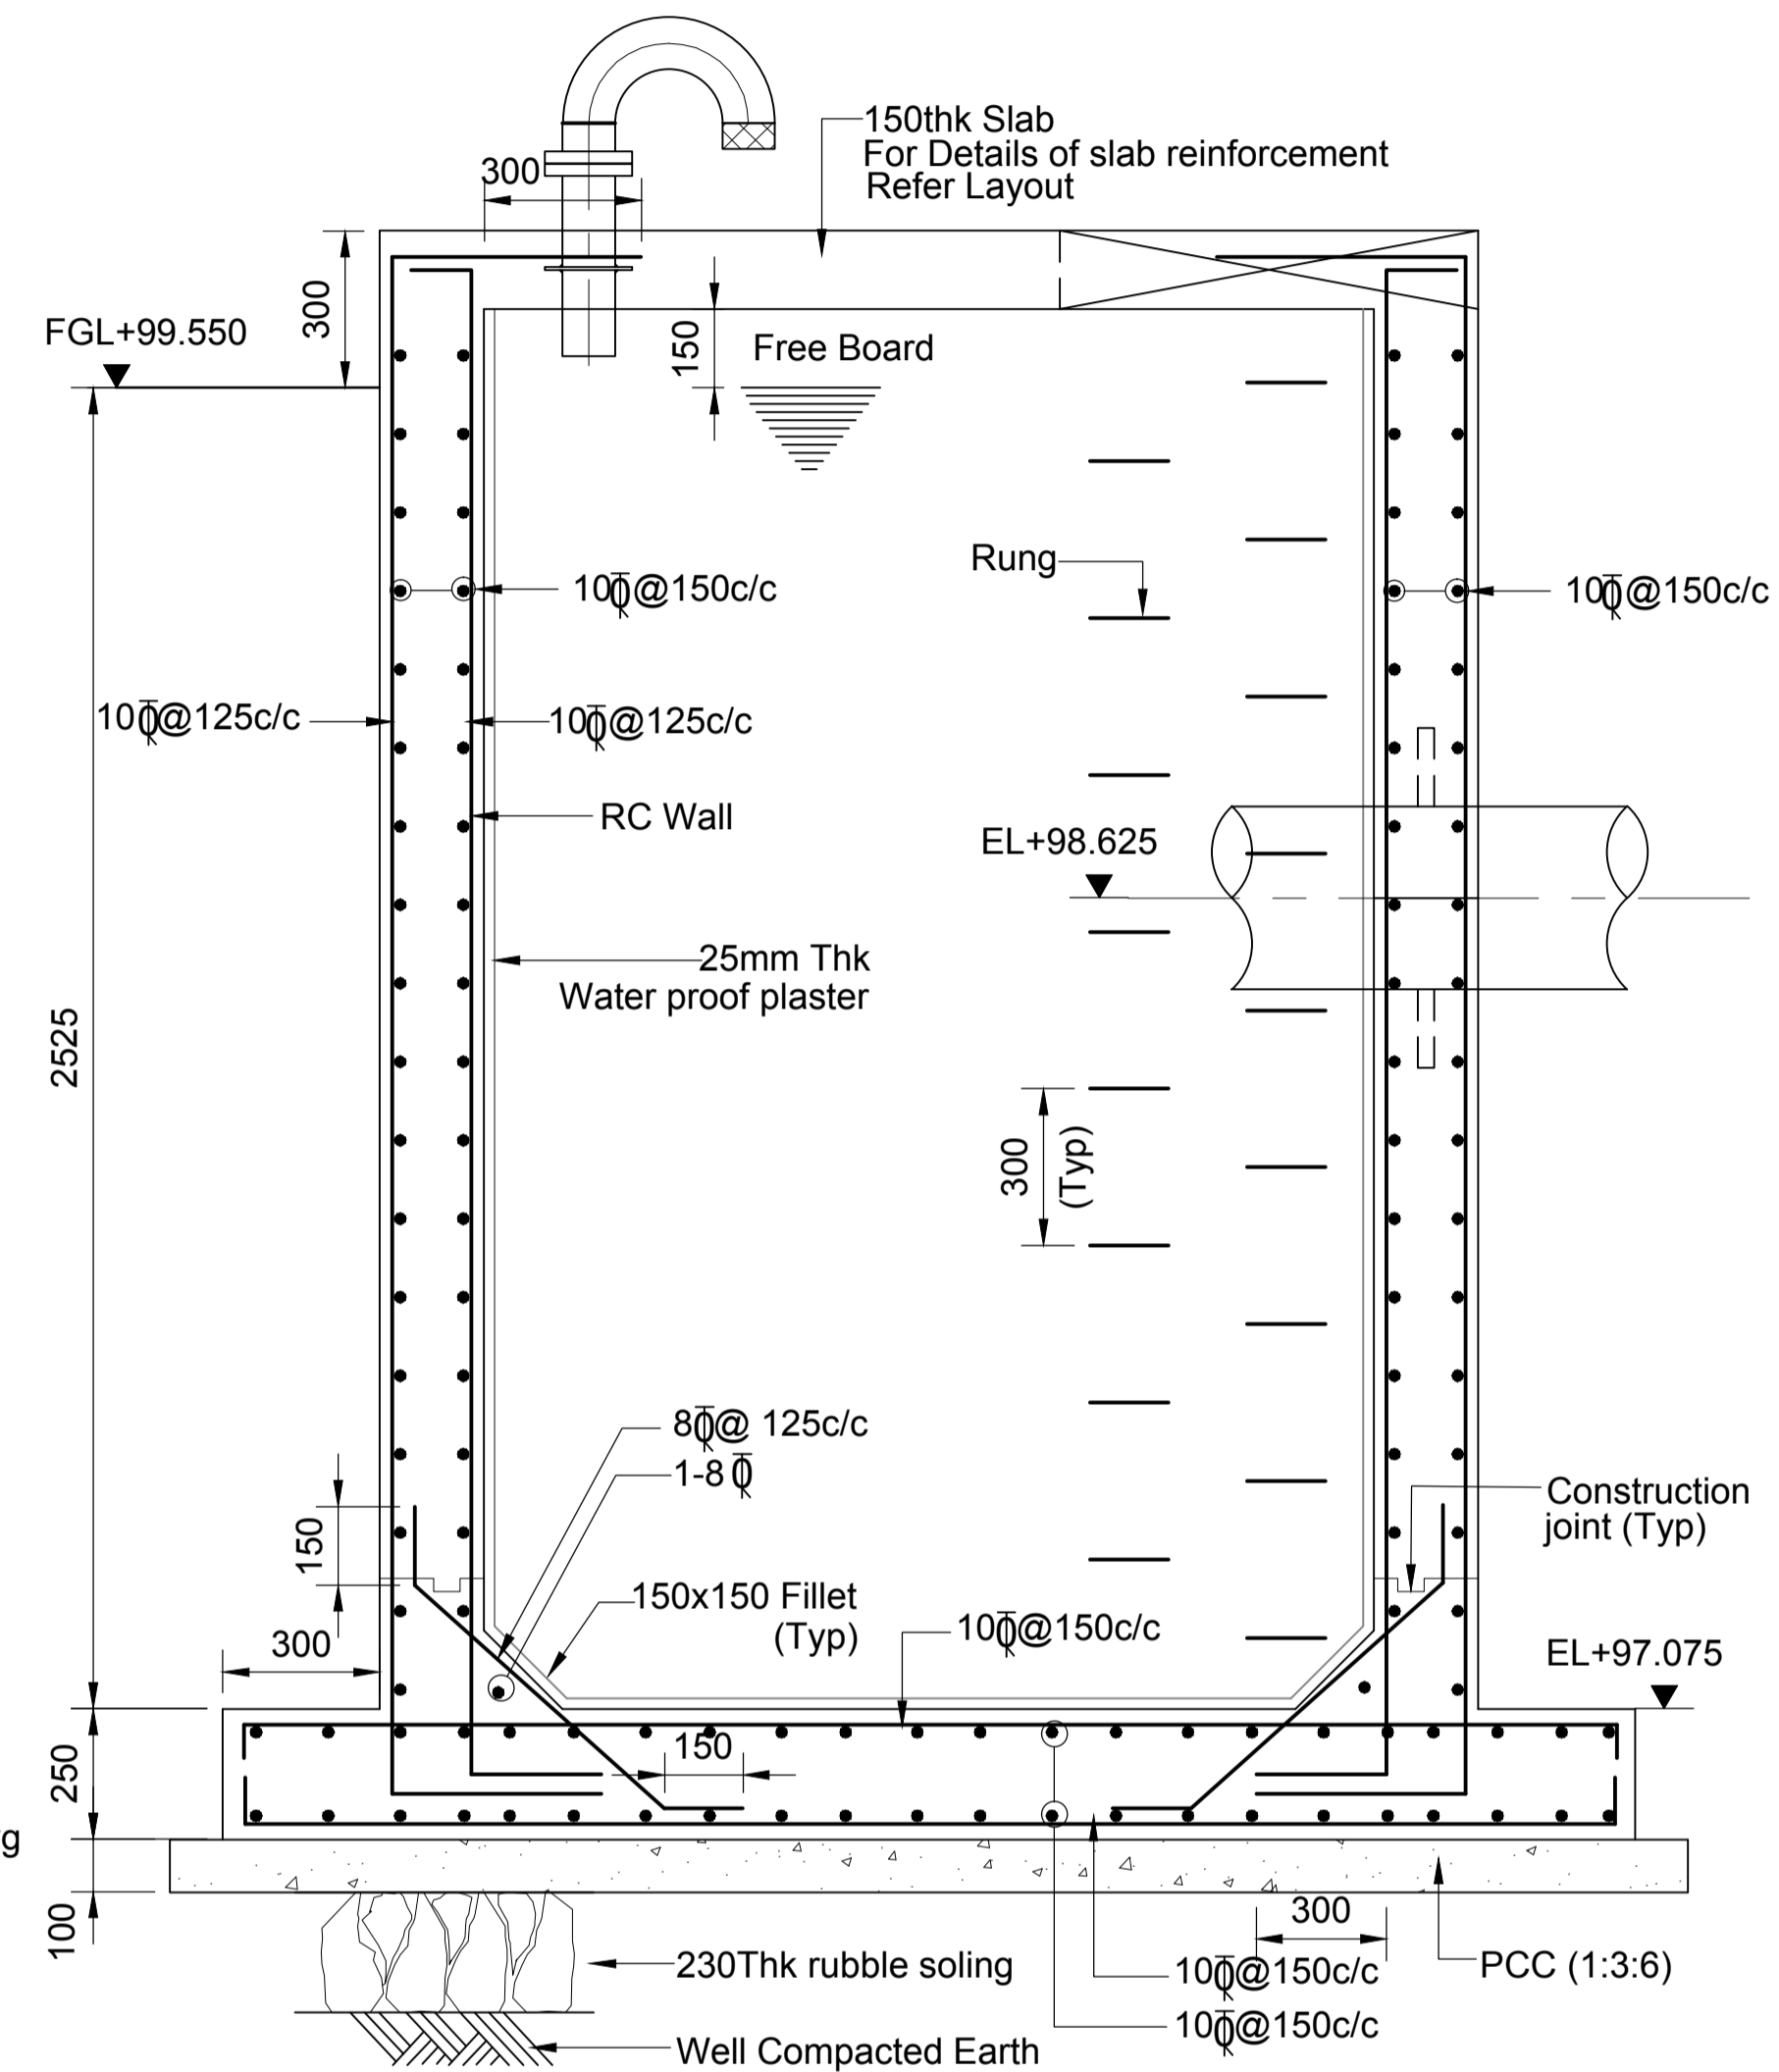 150thk Slab
For Details of slab reinforcement
Refer Layout
300
300
FGL+99.550
150
Free Board
Rung
10@150c/c
10@150c/c
10@125c/c
10@125c/c
RC Wall
EL+98.625
25mm Thk
Water proof plaster
2525
300
(Typ)
8@ 125c/c
1-8
Construction
joint (Typ)
150
150x150 Fillet
(Typ)
10@150c/c
300
EL+97.075
150
250
g
100
300
230Thk rubble soling
10@150c/c
PCC (1:3:6)
10@150c/c
Well Compacted Earth